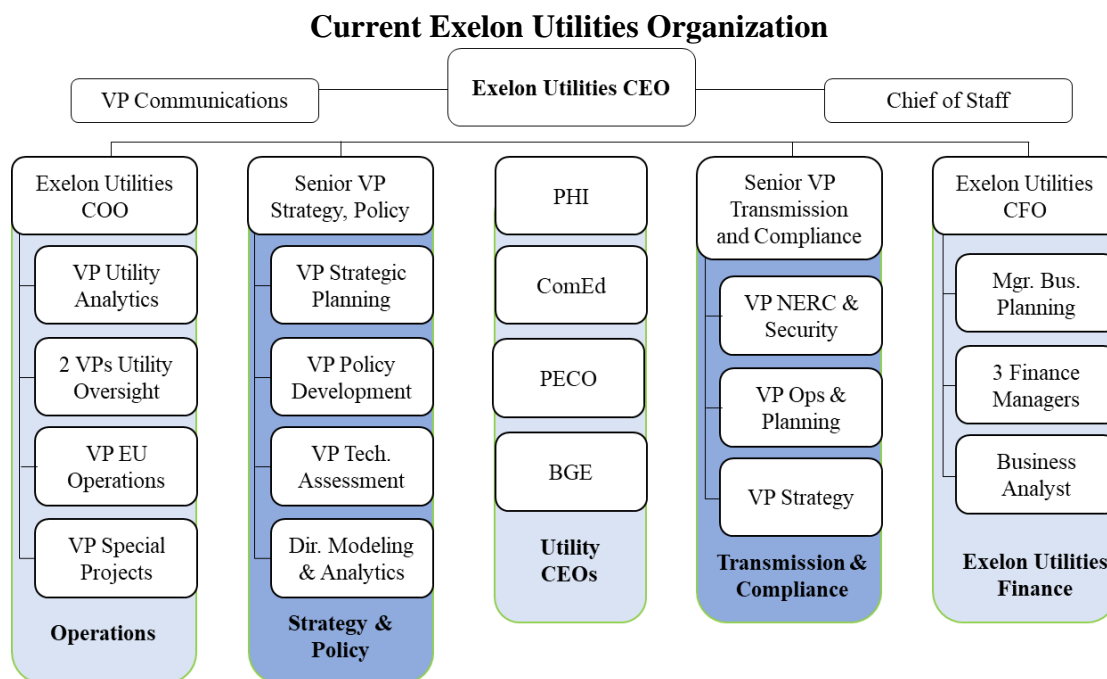 Current Exelon Utilities Organization
VP Communications
Exelon Utilities CEO
Chief of Staff
Exelon Utilities
COO
VP Utility
Analytics
2 VPs Utility
Oversight
VP EU
Operations
VP Special
Projects
Operations
Senior VP
Strategy, Policy
VP Strategic
Planning
VP Policy
Development
VP Tech.
Assessment
Dir. Modeling
& Analytics
Strategy &
Policy
PHI
ComEd
PECO
BGE
Utility
CEOs
Senior VP
Transmission
and Compliance
VP NERC &
Security
VP Ops &
Planning
VP Strategy
Transmission &
Compliance
Exelon Utilities
CFO
Mgr. Bus.
Planning
3 Finance
Managers
Business
Analyst
Exelon Utilities
Finance